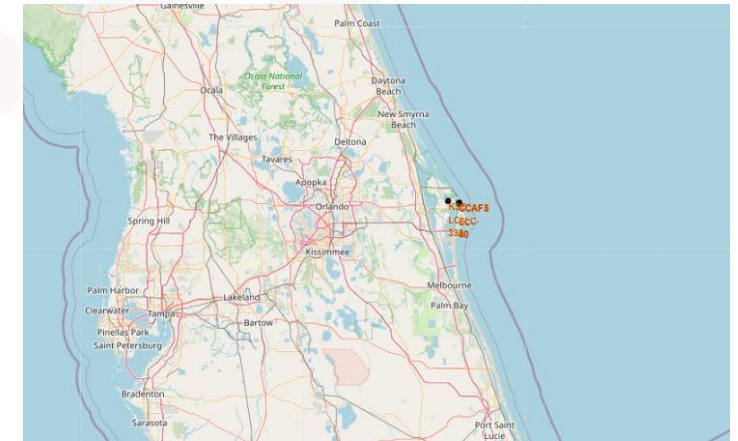 Gainesville
Palm Coast
Ocala National
Forest
Daytona
Beach
Ocala
New Smyrna
Beach
The Villages
Deltona
Tavares
Apopka
Orlando
Spring Hill
Kissimmee
Melbourne
Palm Harbor
Lakeland
Palm Bay
Clearwater
Tampa
Bartow
Pinellas Park
Saint Petersburg
Bradenton
Sarasota
Port Saint
Lucie